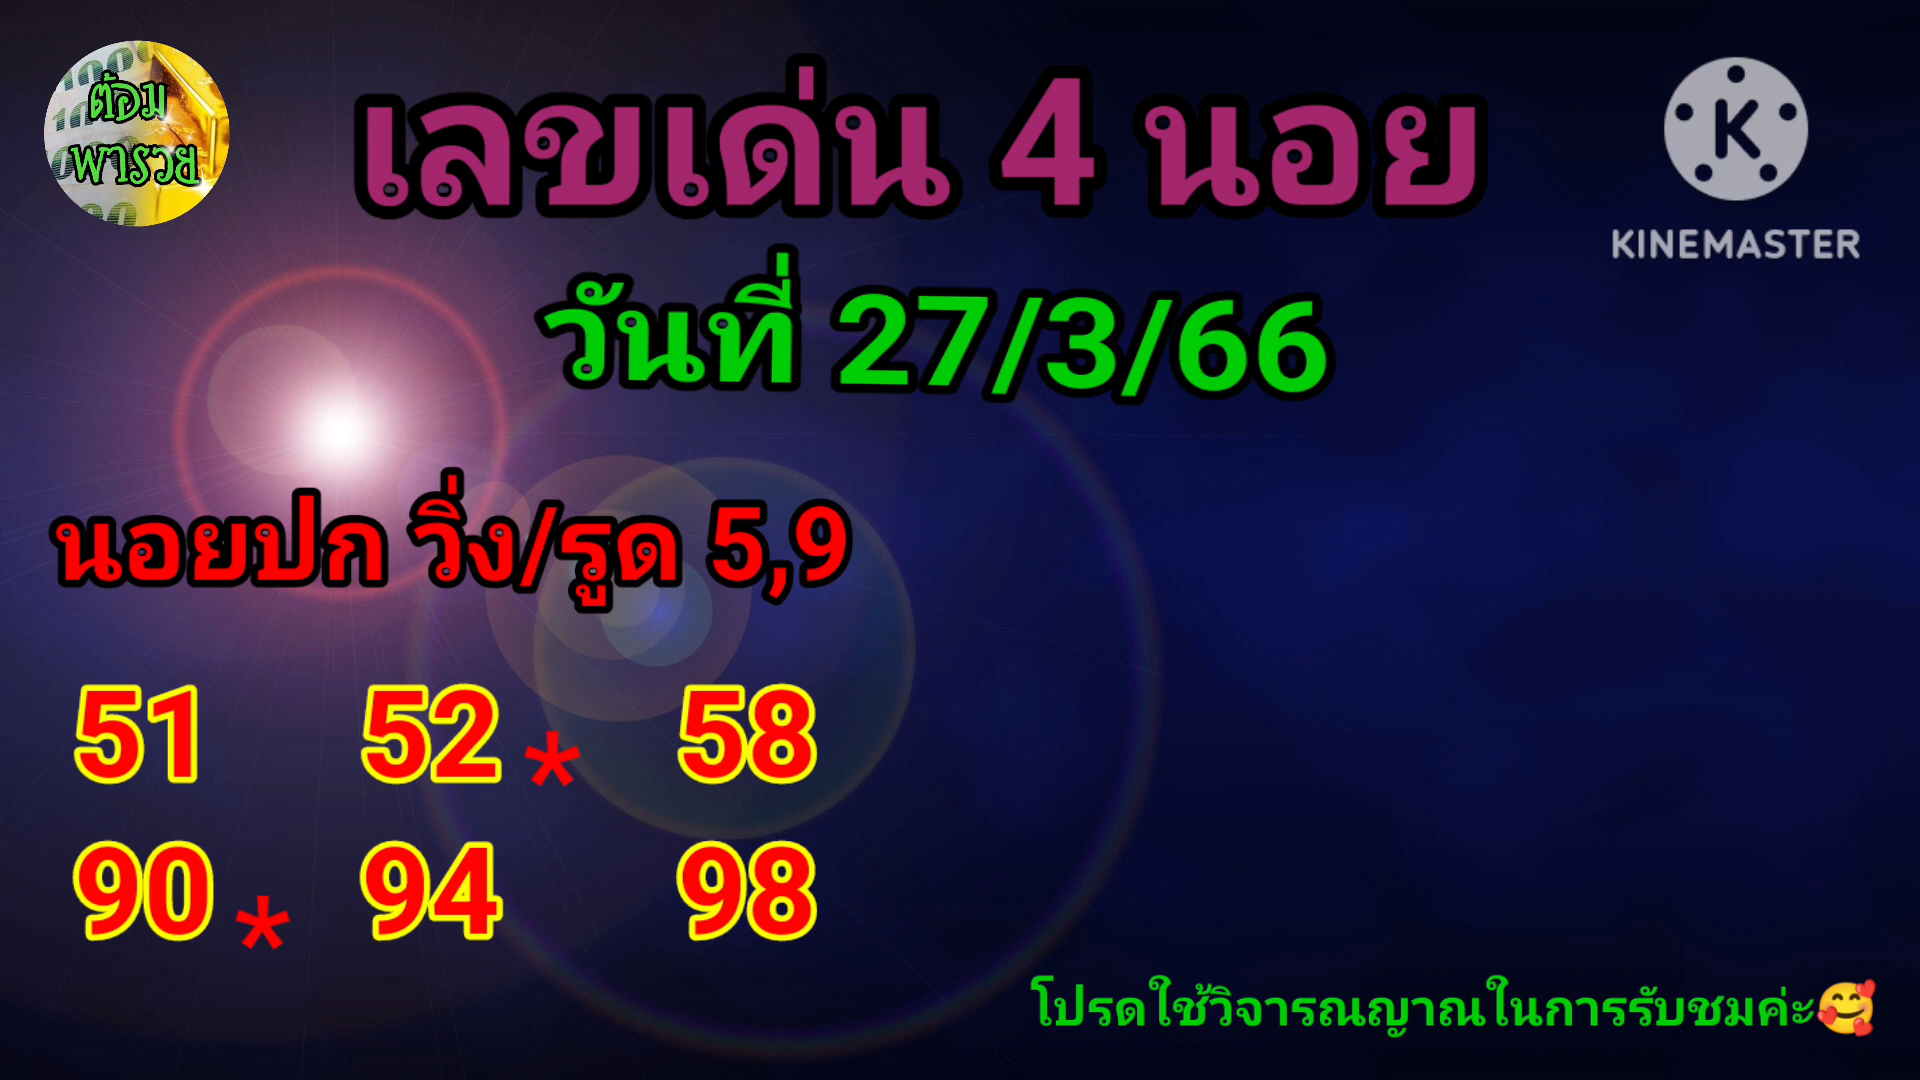 ต้อม
พารวย
เลขเด่น 4 นอย
KINEMASTER
วันที่ 27/3/66
นอยปก วิ่ง/รูด 5,9
51 52 * 58
90 * 94 98
โปรดใช้วิจารณญาณในการรับชมค่ะ🥰